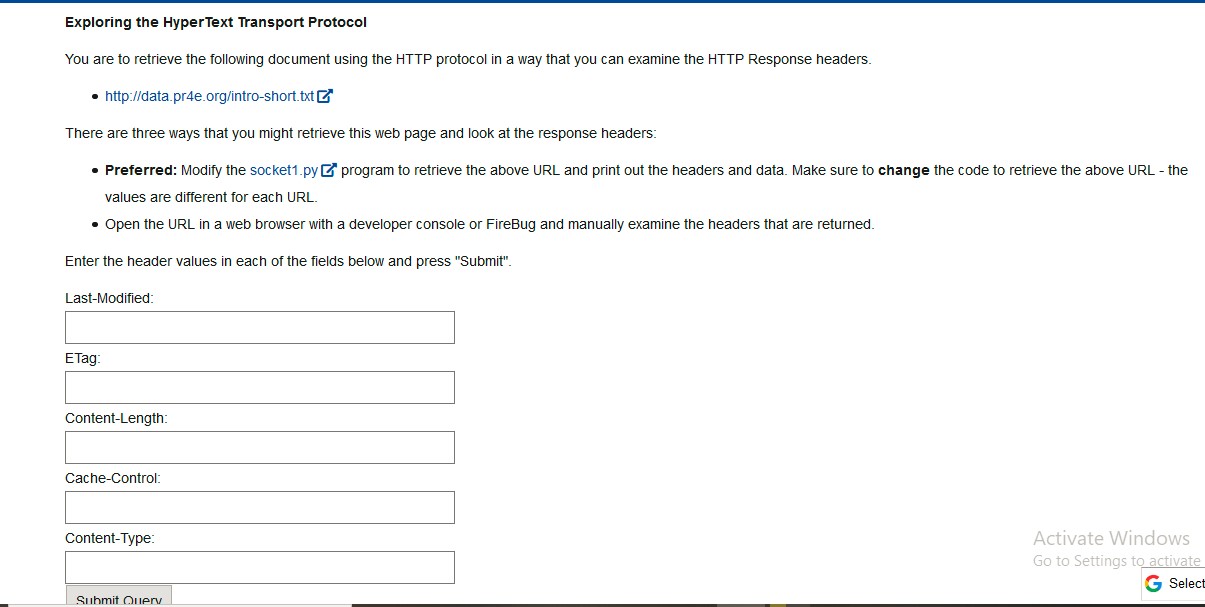 Exploring the HyperText Transport Protocol
You are to retrieve the following document using the HTTP protocol in a way that you can examine the HTTP Response headers.
• http://data.pr4e.org/intro-short.txt
There are three ways that you might retrieve this web page and look at the response headers:
• Preferred: Modify the socket1.py program to retrieve the above URL and print out the headers and data. Make sure to change the code to retrieve the above URL - the
values are different for each URL.
• Open the URL in a web browser with a developer console or FireBug and manually examine the headers that are returned.
Enter the header values in each of the fields below and press "Submit".
Last-Modified:
ETag:
Content-Length:
Cache-Control:
Content-Type:
Submit Query
Activate Windows
Go to Settings to activate
G Select